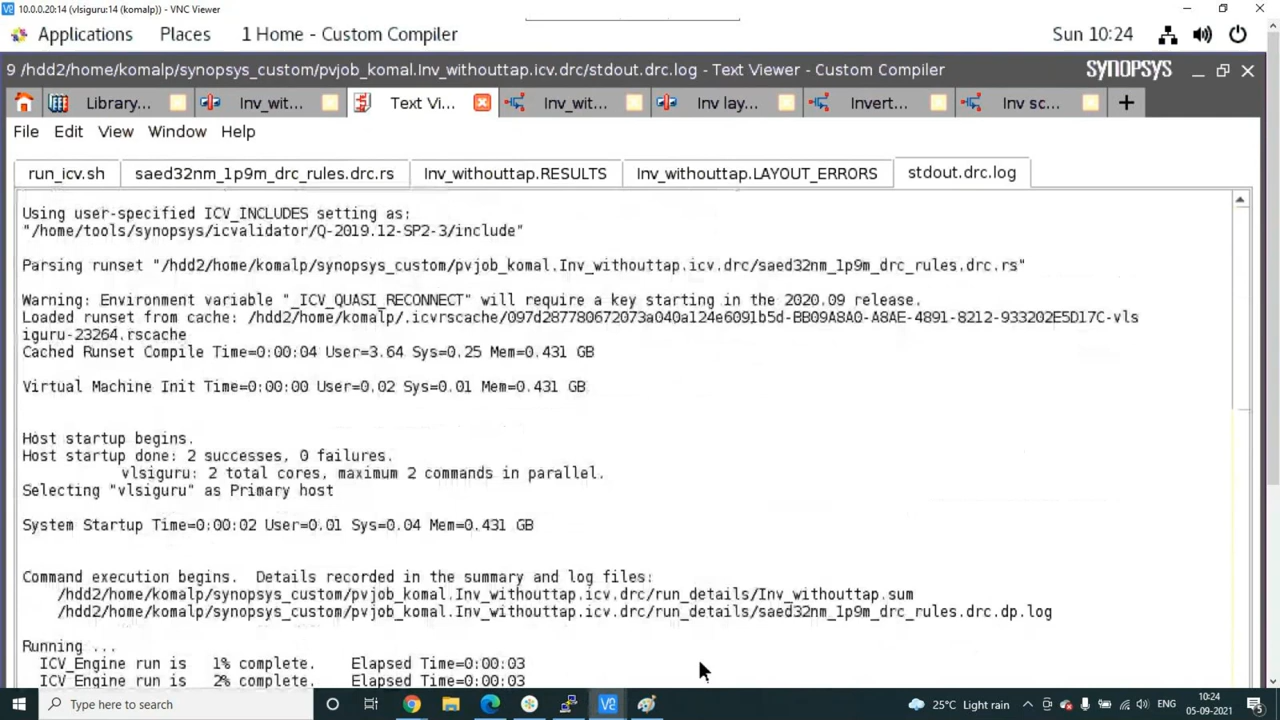 10.0.0.20:14 (vlsiguru:14 (komalp)) - VNC Viewer
Applications Places 1 Home - Custom Compiler Sun 10:24
9 /hdd2/home/komalp/synopsys_custom/pvjob_komal.Inv_withouttap.icv.drc/stdout.drc.log - Text Viewer - Custom Compiler SYNOPSYS
Library... Inv_wit... Text Vi... Inv_wit... Inv lay... Invert... Inv sc...
File Edit View Window Help
run_icv.sh saed32nm_1p9m_drc_rules.drc.rs Inv_withouttap.RESULTS Inv_withouttap.LAYOUT_ERRORS stdout.drc.log
Using user-specified ICV_INCLUDES setting as:
"/home/tools/synopsys/icvalidator/Q-2019.12-SP2-3/include"
Parsing runset "/hdd2/home/komalp/synopsys_custom/pvjob_komal.Inv_withouttap.icv.drc/saed32nm_1p9m_drc_rules.drc.rs"
Warning: Environment variable "_ICV_QUASI_RECONNECT" will require a key starting in the 2020.09 release.
Loaded runset from cache: /hdd2/home/komalp/.icvrscache/097d287780672073a040a124e6091b5d-BB09A8A0-A8AE-4891-8212-933202E5D17C-vls
iguru-23264.rscache
Cached Runset Compile Time=0:00:04 User=3.64 Sys=0.25 Mem=0.431 GB
Virtual Machine Init Time=0:00:00 User=0.02 Sys=0.01 Mem=0.431 GB
Host startup begins.
Host startup done: 2 successes, 0 failures.
vlsiguru: 2 total cores, maximum 2 commands in parallel.
Selecting "vlsiguru" as Primary host
System Startup Time=0:00:02 User=0.01 Sys=0.04 Mem=0.431 GB
Command execution begins. Details recorded in the summary and log files:
/hdd2/home/komalp/synopsys_custom/pvjob_komal.Inv_withouttap.icv.drc/run_details/Inv_withouttap.sum
/hdd2/home/komalp/synopsys_custom/pvjob_komal.Inv_withouttap.icv.drc/run_details/saed32nm_1p9m_drc_rules.drc.dp.log
Running ...
ICV_Engine run is 1% complete. Elapsed Time=0:00:03
ICV_Engine run is 2% complete. Elapsed Time=0:00:03
Type here to search 25°C Light rain ENG 10:24
05-09-2021